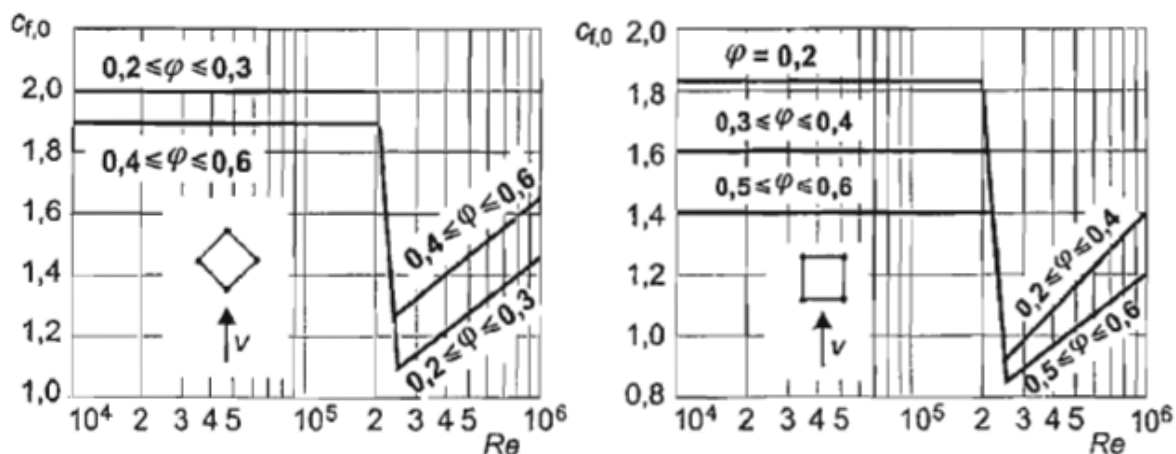 c_f,0
2,0
1,8
1,6
1,4
1,2
1,0
0,2 ≤ φ ≤ 0,3
0,4 ≤ φ ≤ 0,6
0,4 ≤ φ ≤ 0,6
0,2 ≤ φ ≤ 0,3
v
10⁴ 2 3 4 5 10⁵ 2 3 4 5 10⁶
Re
c_f,0
2,0
1,8
1,6
1,4
1,2
1,0
0,8
φ = 0,2
0,3 ≤ φ ≤ 0,4
0,5 ≤ φ ≤ 0,6
0,2 ≤ φ ≤ 0,4
0,5 ≤ φ ≤ 0,6
v
10⁴ 2 3 4 5 10⁵ 2 3 4 5 10⁶
Re